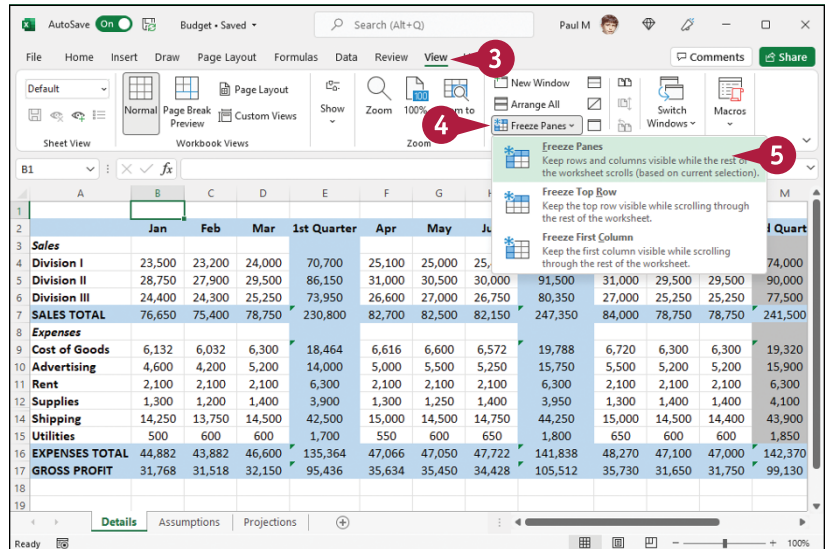 AutoSave On Budget • Saved Search (Alt+Q) Paul M
File Home Insert Draw Page Layout Formulas Data Review View Comments Share
3
Default Normal Page Break Preview Page Layout Custom Views Show Zoom 100% Switch Windows Macros
New Window
Arrange All
Freeze Panes
4
Sheet View Workbook Views Zoom
Freeze Panes
Keep rows and columns visible while the rest of
the worksheet scrolls (based on current selection).
5
Freeze Top Row
Keep the top row visible while scrolling through
the rest of the worksheet.
Freeze First Column
Keep the first column visible while scrolling
through the rest of the worksheet.
B1 fx
A B C D E F G H M
1
2 Jan Feb Mar 1st Quarter Apr May Quart
3 Sales
4 Division I 23,500 23,200 24,000 70,700 25,100 25,000 25, 74,000
5 Division II 28,750 27,900 29,500 86,150 31,000 30,500 30,000 91,500 31,000 29,500 29,500 90,000
6 Division III 24,400 24,300 25,250 73,950 26,600 27,000 26,750 80,350 27,000 25,250 25,250 77,500
7 SALES TOTAL 76,650 75,400 78,750 230,800 82,700 82,500 82,150 247,350 84,000 78,750 78,750 241,500
8 Expenses
9 Cost of Goods 6,132 6,032 6,300 18,464 6,616 6,600 6,572 19,788 6,720 6,300 6,300 19,320
10 Advertising 4,600 4,200 5,200 14,000 5,000 5,500 5,250 15,750 5,500 5,200 5,200 15,900
11 Rent 2,100 2,100 2,100 6,300 2,100 2,100 2,100 6,300 2,100 2,100 2,100 6,300
12 Supplies 1,300 1,200 1,400 3,900 1,300 1,250 1,400 3,950 1,300 1,400 1,400 4,100
14 Shipping 14,250 13,750 14,500 42,500 15,000 14,500 14,750 44,250 15,000 14,500 14,400 43,900
15 Utilities 500 600 600 1,700 550 600 650 1,800 650 600 600 1,850
16 EXPENSES TOTAL 44,882 43,882 46,600 135,364 47,066 47,050 47,722 141,838 48,270 47,100 47,000 142,370
17 GROSS PROFIT 31,768 31,518 32,150 95,436 35,634 35,450 34,428 105,512 35,730 31,650 31,750 99,130
18
19
Details Assumptions Projections
Ready 100%